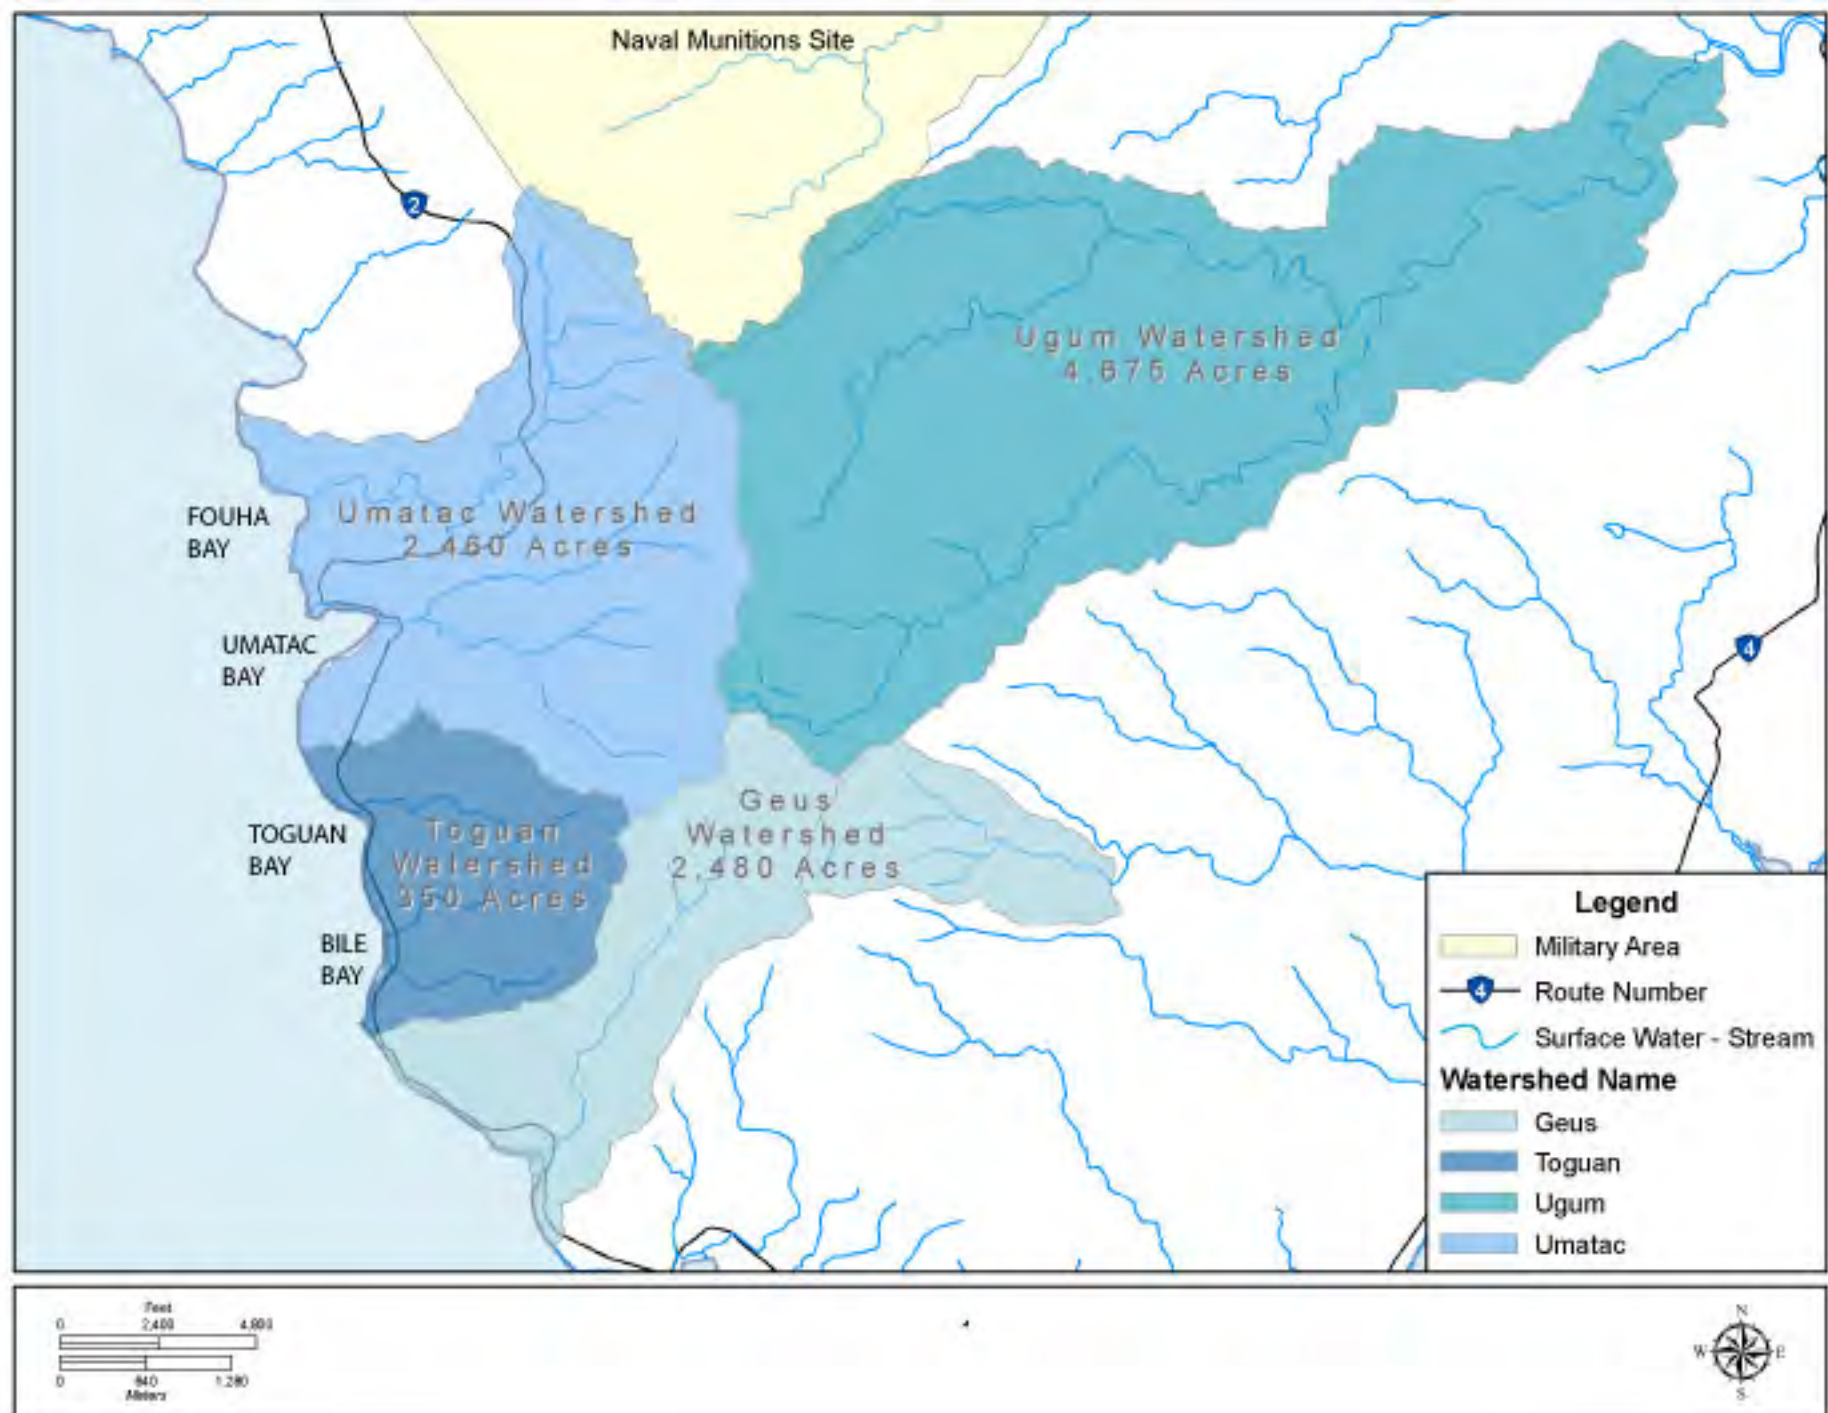 Naval Munitions Site
2
Ugum Watershed
4,675 Acres
FOUHA
BAY
Umatac Watershed
2,460 Acres
UMATAC
BAY
4
TOGUAN
BAY
Toguan
Watershed
350 Acres
Geus
Watershed
2,480 Acres
BILE
BAY
Legend
Military Area
4
Route Number
Surface Water - Stream
Watershed Name
Geus
Toguan
Ugum
Umatac
Feet
0 2,400 4,800
0 640 1,280
Meters
N
W E
S